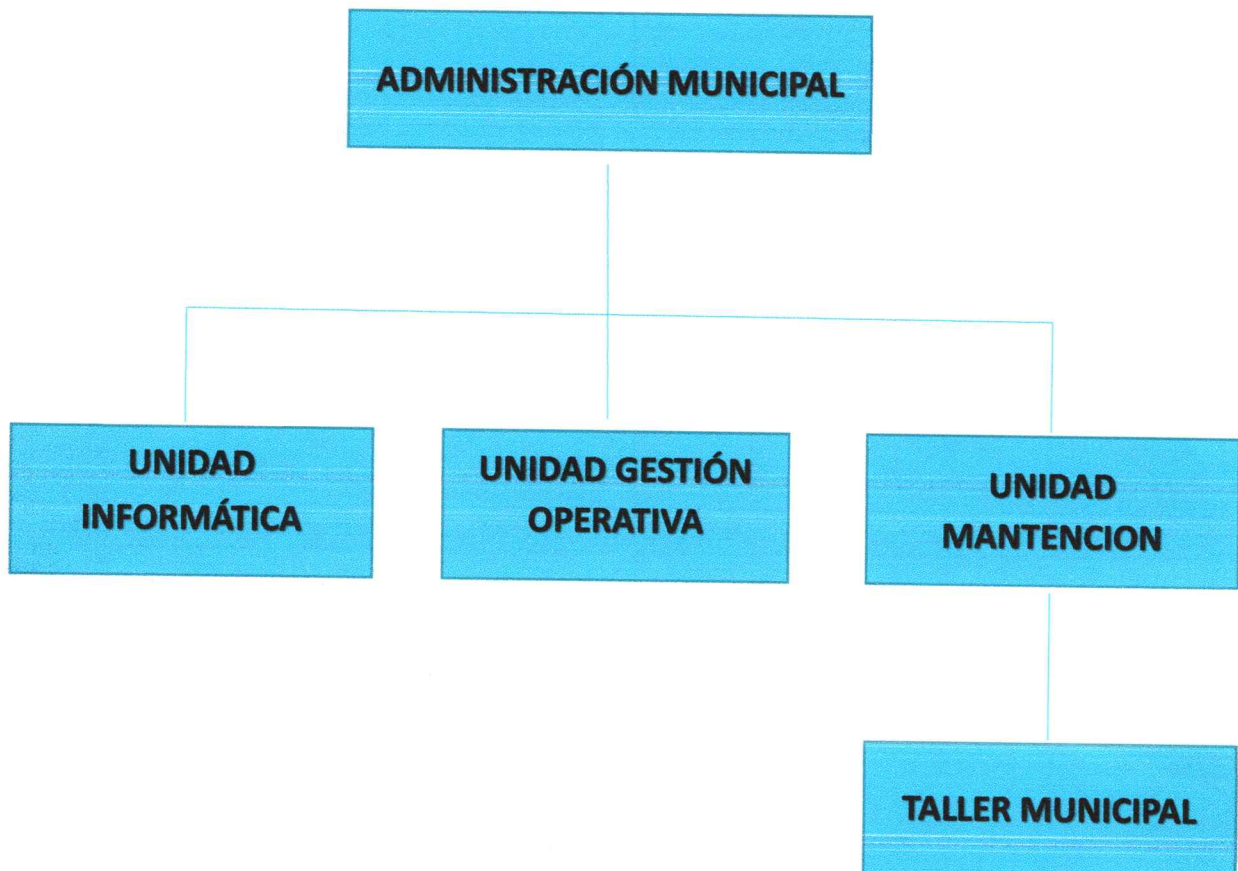 ADMINISTRACIÓN MUNICIPAL
UNIDAD
INFORMÁTICA
UNIDAD GESTIÓN
OPERATIVA
UNIDAD
MANTENCION
TALLER MUNICIPAL